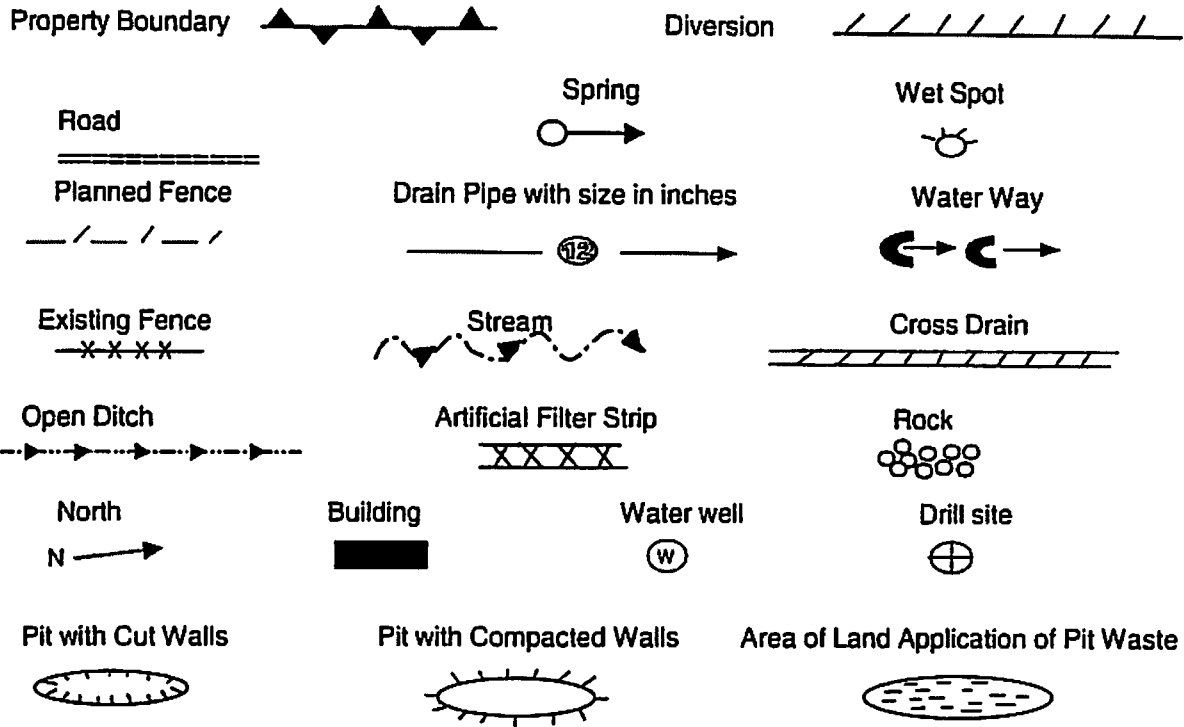 Property Boundary
Diversion
Spring
Wet Spot
Road
Planned Fence
Drain Pipe with size in inches
Water Way
12
Existing Fence
Stream
Cross Drain
Open Ditch
Artificial Filter Strip
Rock
North
Building
Water well
Drill site
N
W
Pit with Cut Walls
Pit with Compacted Walls
Area of Land Application of Pit Waste